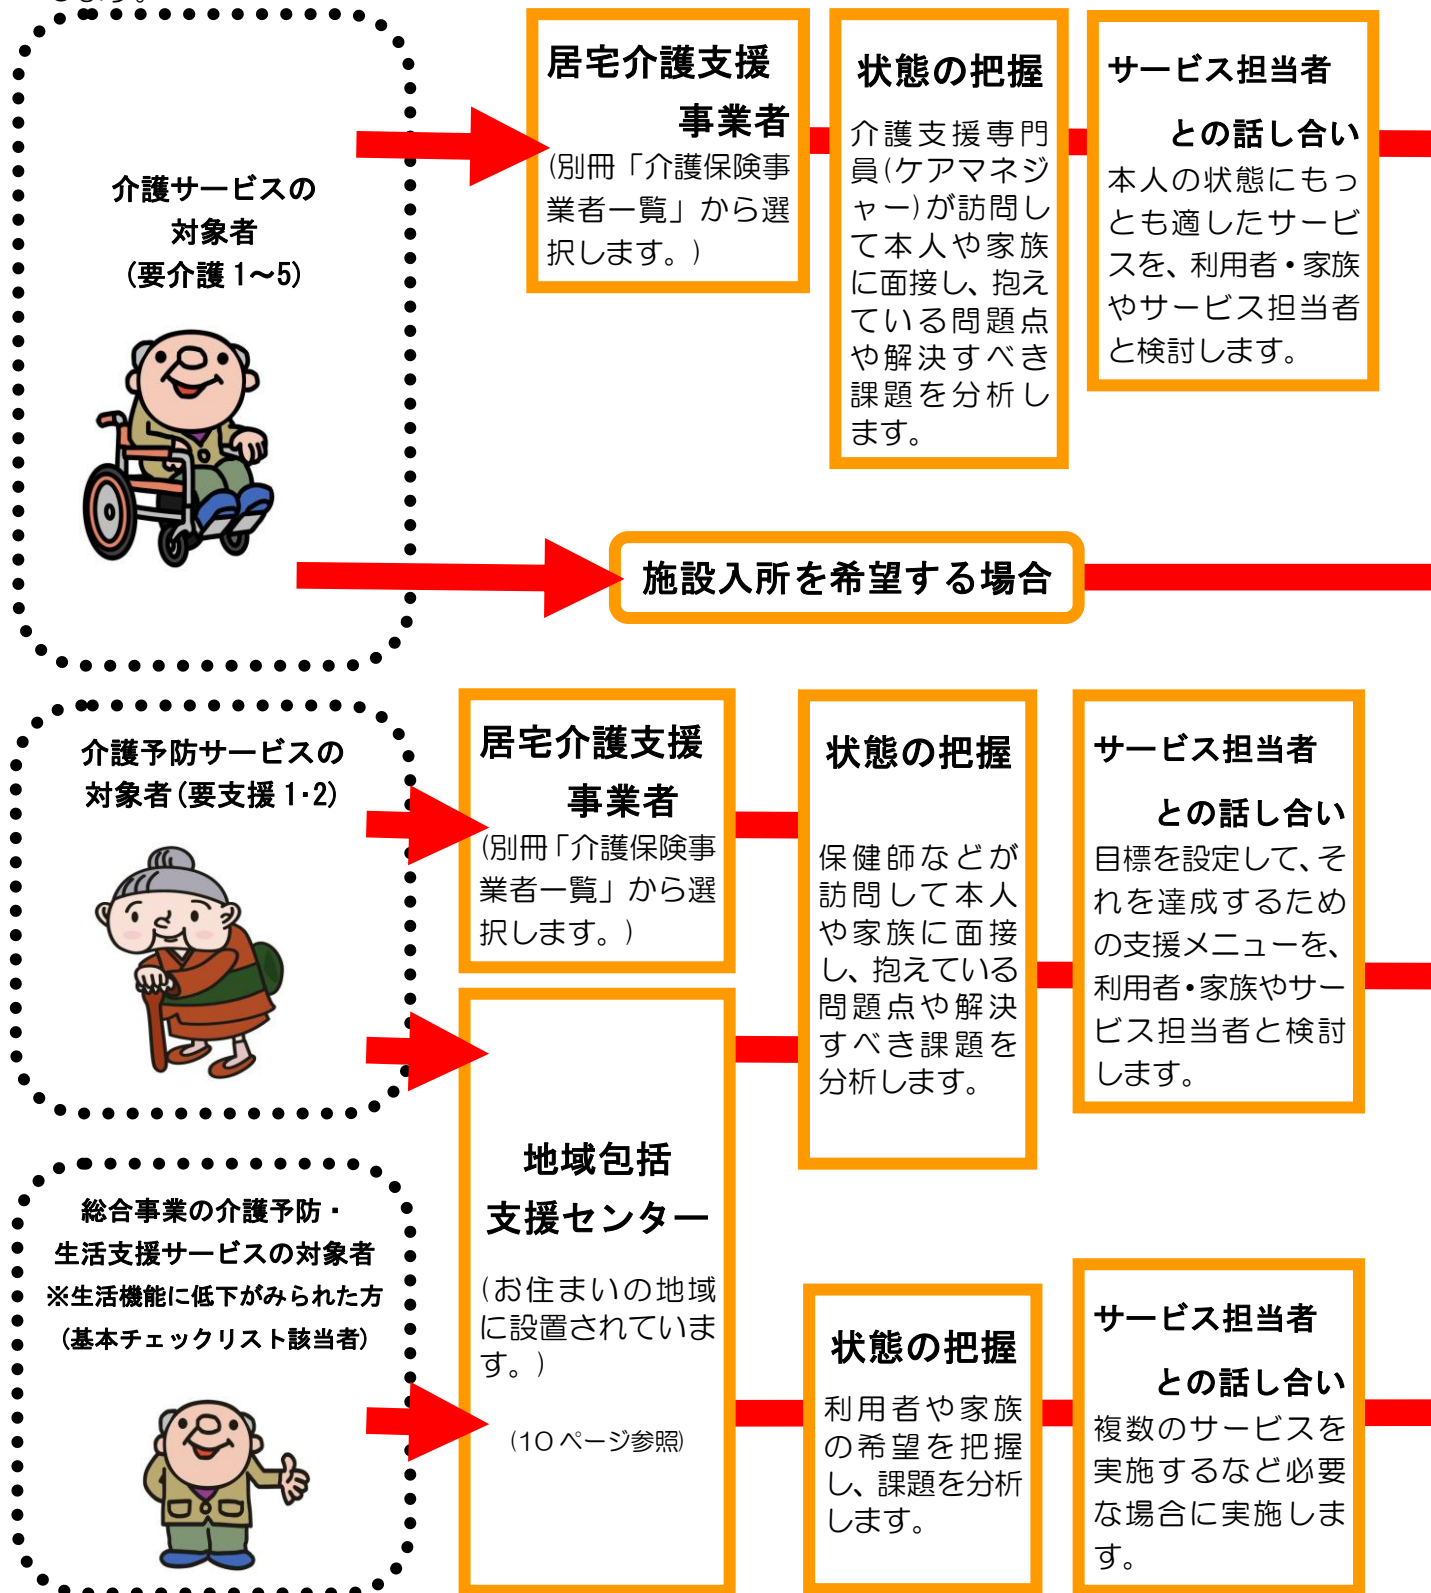 します。
介護サービスの
対象者
(要介護 1～5)
居宅介護支援
事業者
(別冊「介護保険事
業者一覧」から選
択します。)
状態の把握
介護支援専門
員(ケアマネジ
ャー)が訪問し
て本人や家族
に面接し、抱え
ている問題点
や解決すべき
課題を分析し
ます。
サービス担当者
との話し合い
本人の状態にもっ
とも適したサービ
スを、利用者・家族
やサービス担当者
と検討します。
施設入所を希望する場合
介護予防サービスの
対象者(要支援 1・2)
居宅介護支援
事業者
(別冊「介護保険事
業者一覧」から選
択します。)
状態の把握
保健師などが
訪問して本人
や家族に面接
し、抱えている
問題点や解決
すべき課題を
分析します。
サービス担当者
との話し合い
目標を設定して、そ
れを達成するため
の支援メニューを、
利用者・家族やサー
ビス担当者と検討
します。
総合事業の介護予防・
生活支援サービスの対象者
※生活機能に低下がみられた方
(基本チェックリスト該当者)
地域包括
支援センター
(お住まいの地域
に設置されていま
す。)
(10 ページ参照)
状態の把握
利用者や家族
の希望を把握
し、課題を分析
します。
サービス担当者
との話し合い
複数のサービスを
実施するなど必要
な場合に実施しま
す。